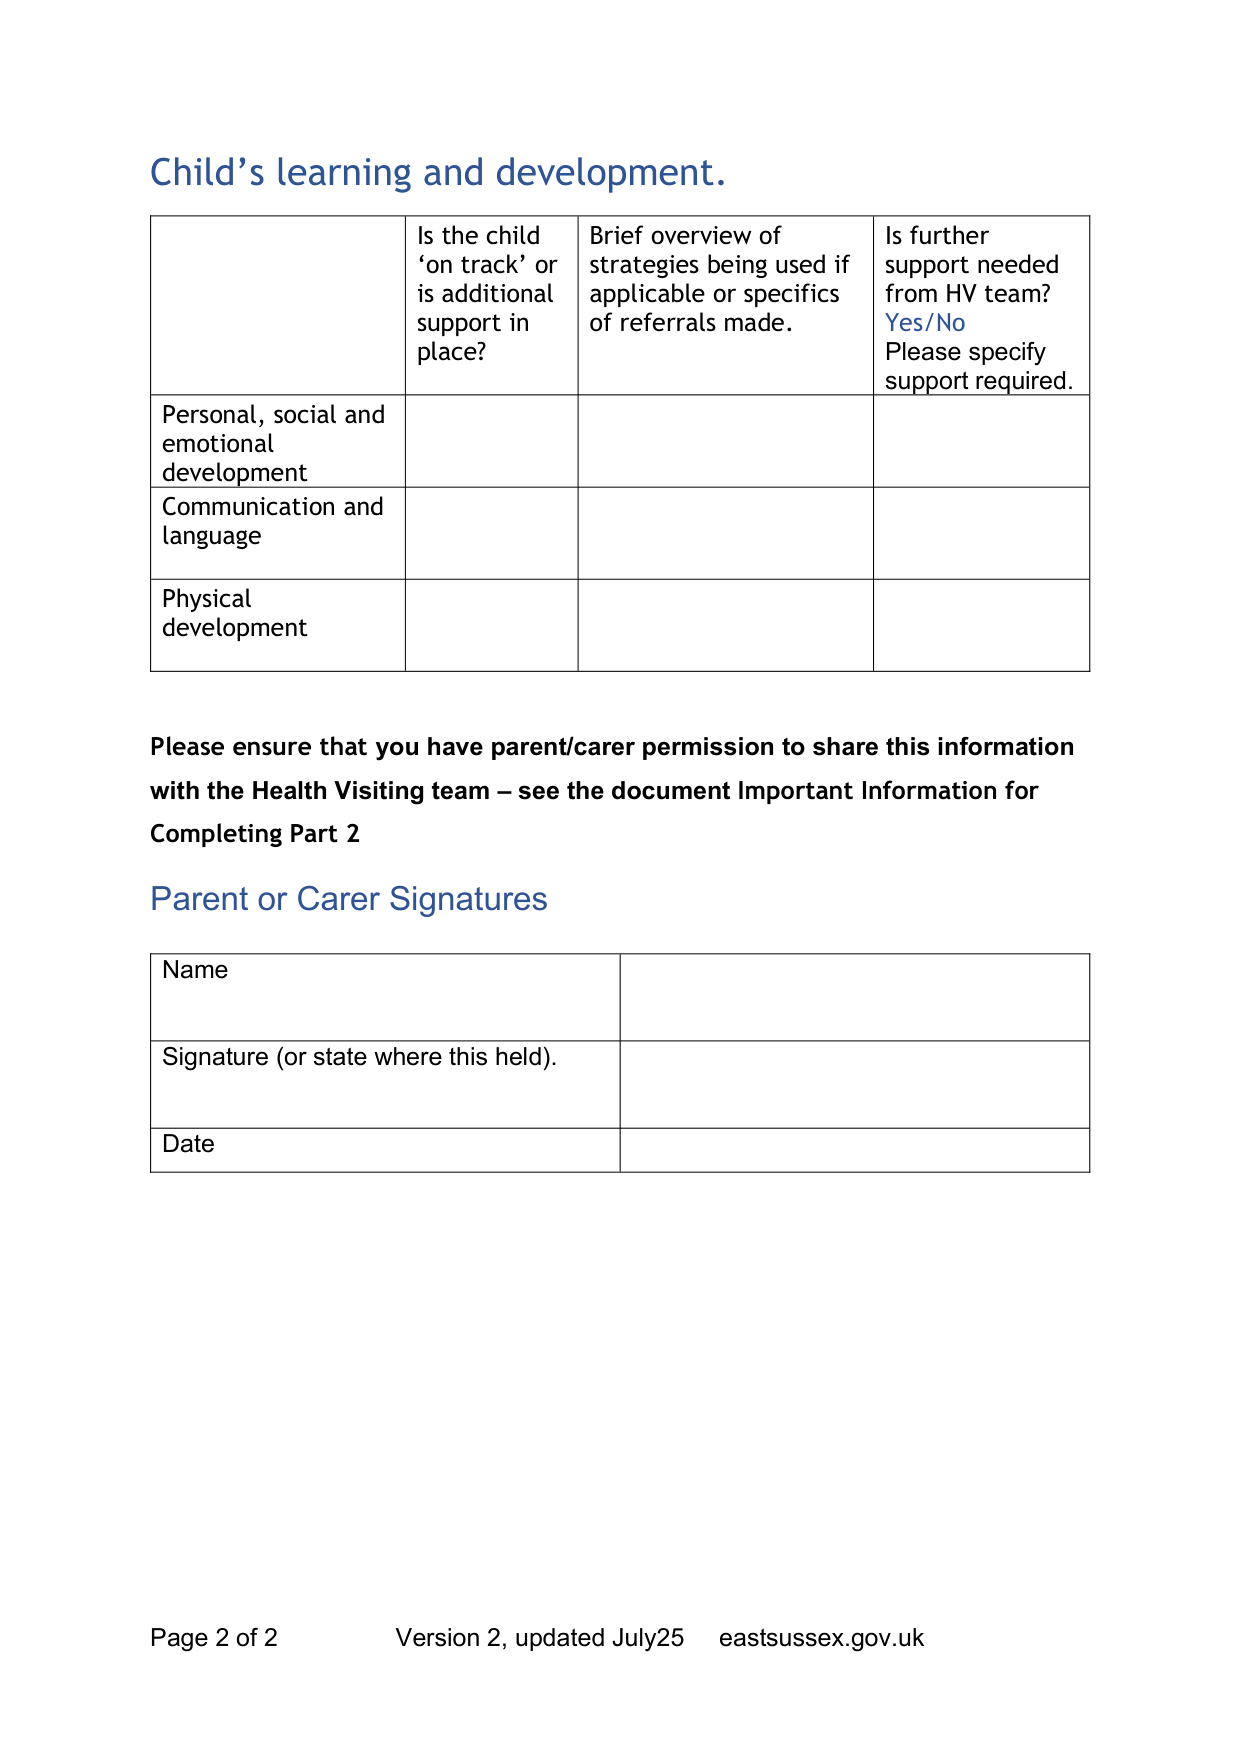 Child’s learning and development.
Is the child
‘on track’ or
is additional
support in
place?
Brief overview of
strategies being used if
applicable or specifics
of referrals made.
Is further
support needed
from HV team?
Yes/No
Please specify
support required.
Personal, social and
emotional
development
Communication and
language
Physical
development
Please ensure that you have parent/carer permission to share this information
with the Health Visiting team – see the document Important Information for
Completing Part 2
Parent or Carer Signatures
Name
Signature (or state where this held).
Date
Page 2 of 2 Version 2, updated July25 eastsussex.gov.uk